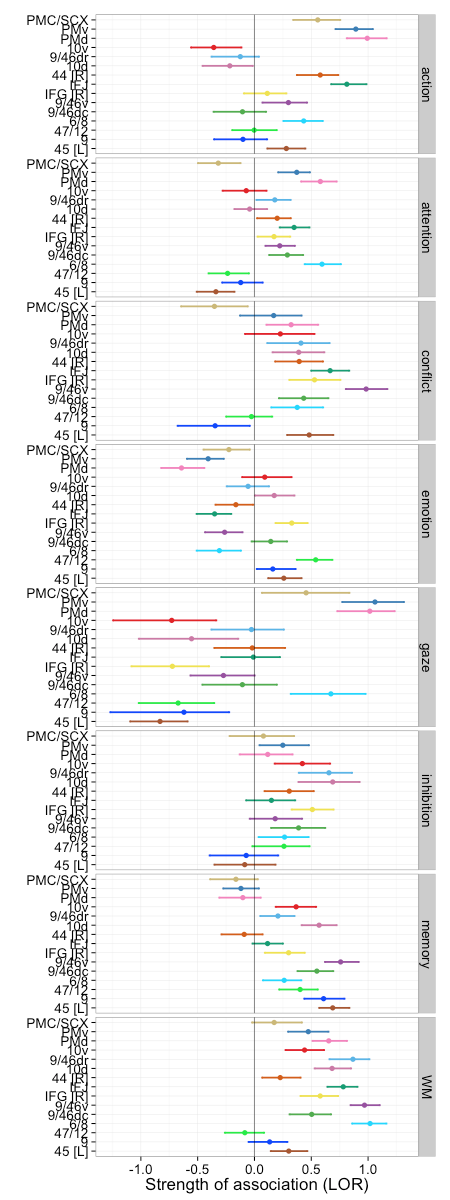 PMC/SCX
PMv
PMd
10v
9/46dr
10d
44 [R]
IFJ
IFG [R]
9/46v
9/46dc
6/8
47/12
9
45 [L]
action
PMC/SCX
PMv
PMd
10v
9/46dr
10d
44 [R]
IFJ
IFG [R]
9/46v
9/46dc
6/8
47/12
9
45 [L]
attention
PMC/SCX
PMv
PMd
10v
9/46dr
10d
44 [R]
IFJ
IFG [R]
9/46v
9/46dc
6/8
47/12
9
45 [L]
conflict
PMC/SCX
PMv
PMd
10v
9/46dr
10d
44 [R]
IFJ
IFG [R]
9/46v
9/46dc
6/8
47/12
9
45 [L]
emotion
PMC/SCX
PMv
PMd
10v
9/46dr
10d
44 [R]
IFJ
IFG [R]
9/46v
9/46dc
6/8
47/12
9
45 [L]
gaze
PMC/SCX
PMv
PMd
10v
9/46dr
10d
44 [R]
IFJ
IFG [R]
9/46v
9/46dc
6/8
47/12
9
45 [L]
inhibition
PMC/SCX
PMv
PMd
10v
9/46dr
10d
44 [R]
IFJ
IFG [R]
9/46v
9/46dc
6/8
47/12
9
45 [L]
memory
PMC/SCX
PMv
PMd
10v
9/46dr
10d
44 [R]
IFJ
IFG [R]
9/46v
9/46dc
6/8
47/12
9
45 [L]
WM
-1.0 -0.5 0.0 0.5 1.0
Strength of association (LOR)